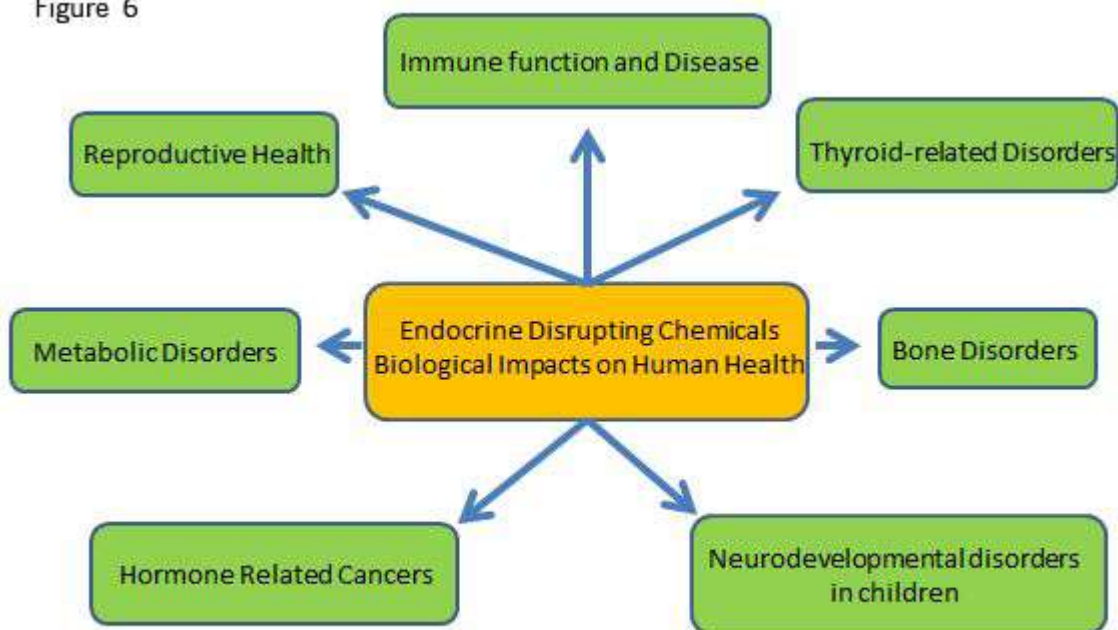 Figure 6
Immune function and Disease
Reproductive Health
Thyroid-related Disorders
Endocrine Disrupting Chemicals
Biological Impacts on Human Health
Metabolic Disorders
Bone Disorders
Hormone Related Cancers
Neurodevelopmental disorders
in children